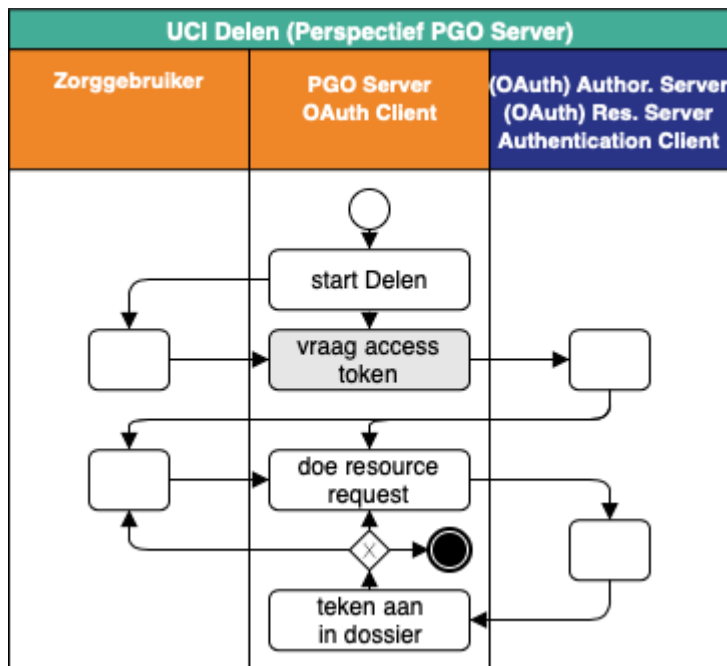 UCI Delen (Perspectief PGO Server)
Zorggebruiker
PGO Server
OAuth Client
(OAuth) Author. Server
(OAuth) Res. Server
Authentication Client
start Delen
vraag access
token
doe resource
request
X
teken aan
in dossier